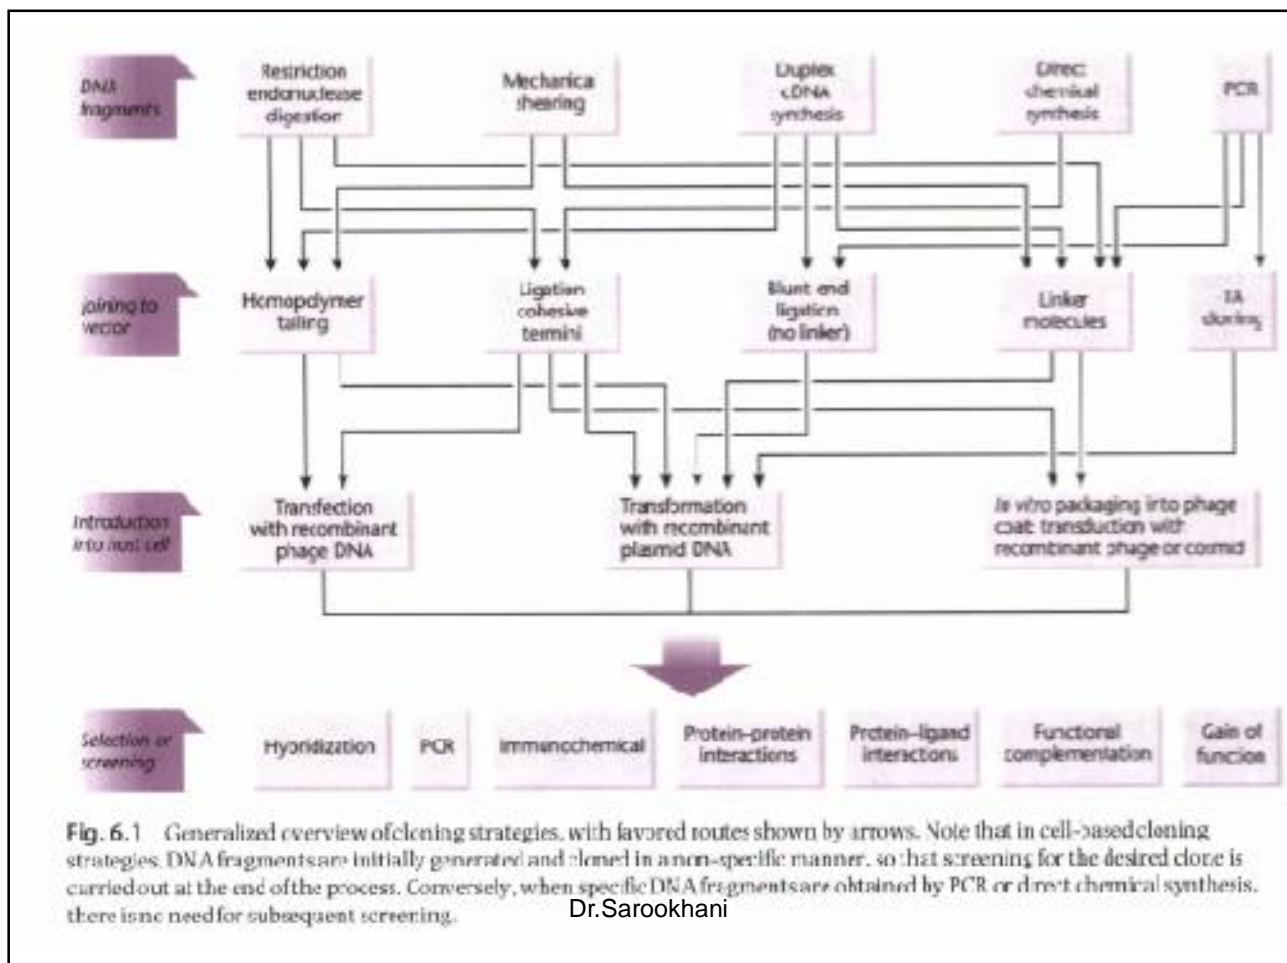 DNA
fragments
Restriction
endonuclease
digestion
Mechanical
shearing
Duplex
cDNA
synthesis
Direct
chemical
synthesis
PCR
Joining to
vector
Homopolymer
tailing
Ligation
cohesive
termini
Blunt end
ligation
(no linker)
Linker
molecules
TA
cloning
Introduction
into host cell
Transfection
with recombinant
phage DNA
Transformation
with recombinant
plasmid DNA
In vitro packaging into phage
coat: transduction with
recombinant phage or cosmid
Selection or
screening
Hybridization
PCR
Immunochemical
Protein–protein
interactions
Protein–ligand
interactions
Functional
complementation
Gain of
function
Fig. 6.1 Generalized overview of cloning strategies, with favored routes shown by arrows. Note that in cell-based cloning
strategies, DNA fragments are initially generated and cloned in a non-specific manner, so that screening for the desired clone is
carried out at the end of the process. Conversely, when specific DNA fragments are obtained by PCR or direct chemical synthesis,
there is no need for subsequent screening.
Dr.Sarookhani